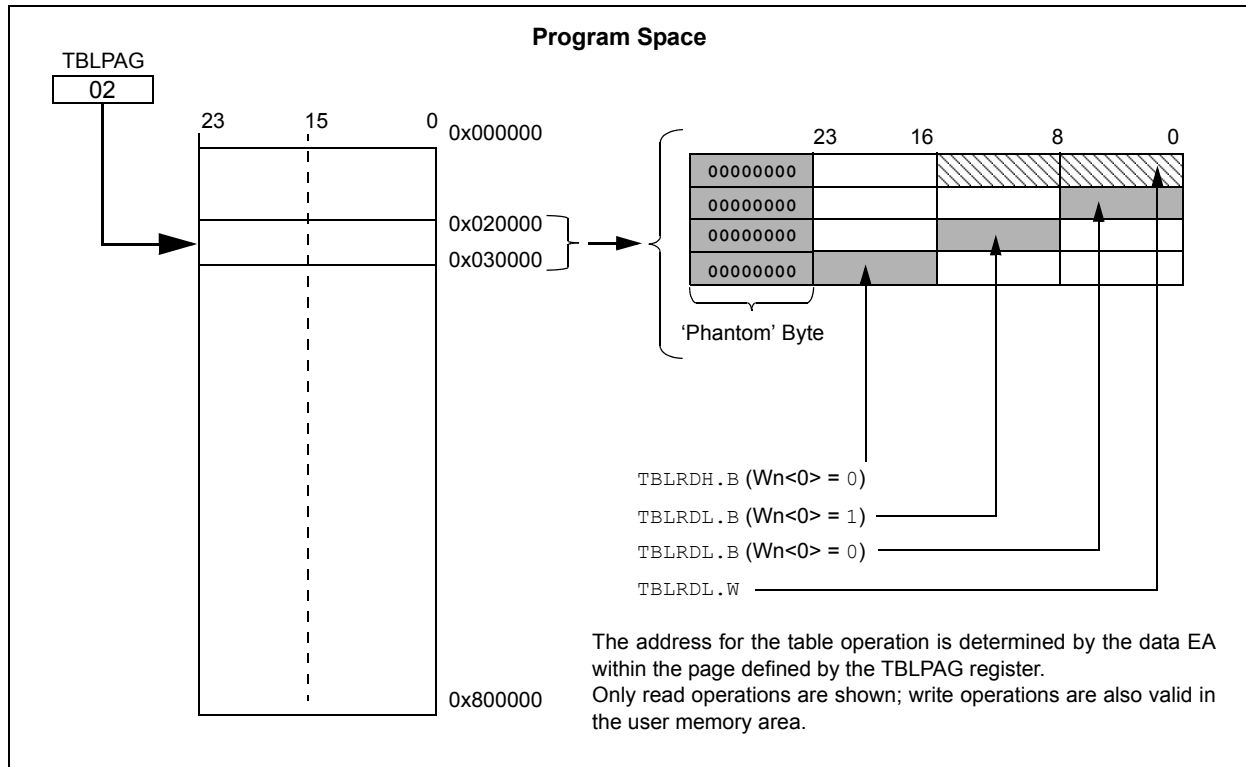 Program Space
TBLPAG
02
23 15 0
0x000000
0x020000
0x030000
0x800000
23 16 8 0
00000000
00000000
00000000
00000000
‘Phantom’ Byte
TBLRDH.B (Wn<0> = 0)
TBLRDL.B (Wn<0> = 1)
TBLRDL.B (Wn<0> = 0)
TBLRDL.W
The address for the table operation is determined by the data EA
within the page defined by the TBLPAG register.
Only read operations are shown; write operations are also valid in
the user memory area.